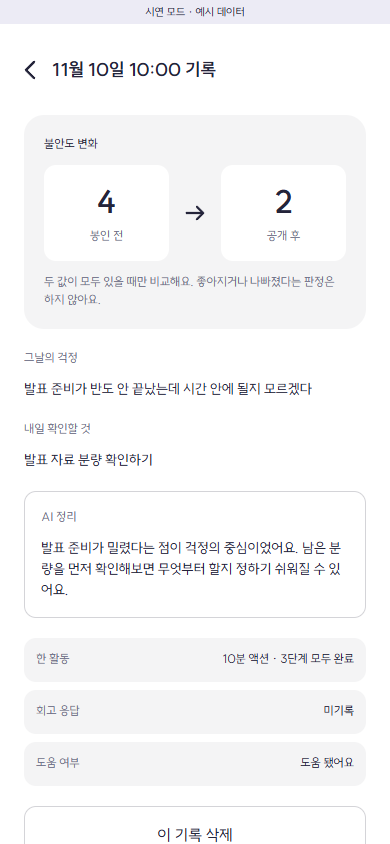 시연 모드 · 예시 데이터
11월 10일 10:00 기록
불안도 변화
4
봉인 전
→
2
공개 후
두 값이 모두 있을 때만 비교해요. 좋아지거나 나빠졌다는 판정은
하지 않아요.
그날의 걱정
발표 준비가 반도 안 끝났는데 시간 안에 될지 모르겠다
내일 확인할 것
발표 자료 분량 확인하기
AI 정리
발표 준비가 밀렸다는 점이 걱정의 중심이었어요. 남은 분
량을 먼저 확인해보면 무엇부터 할지 정하기 쉬워질 수 있
어요.
한 활동 10분 액션 · 3단계 모두 완료
회고 응답 미기록
도움 여부 도움 됐어요
이 기록 삭제